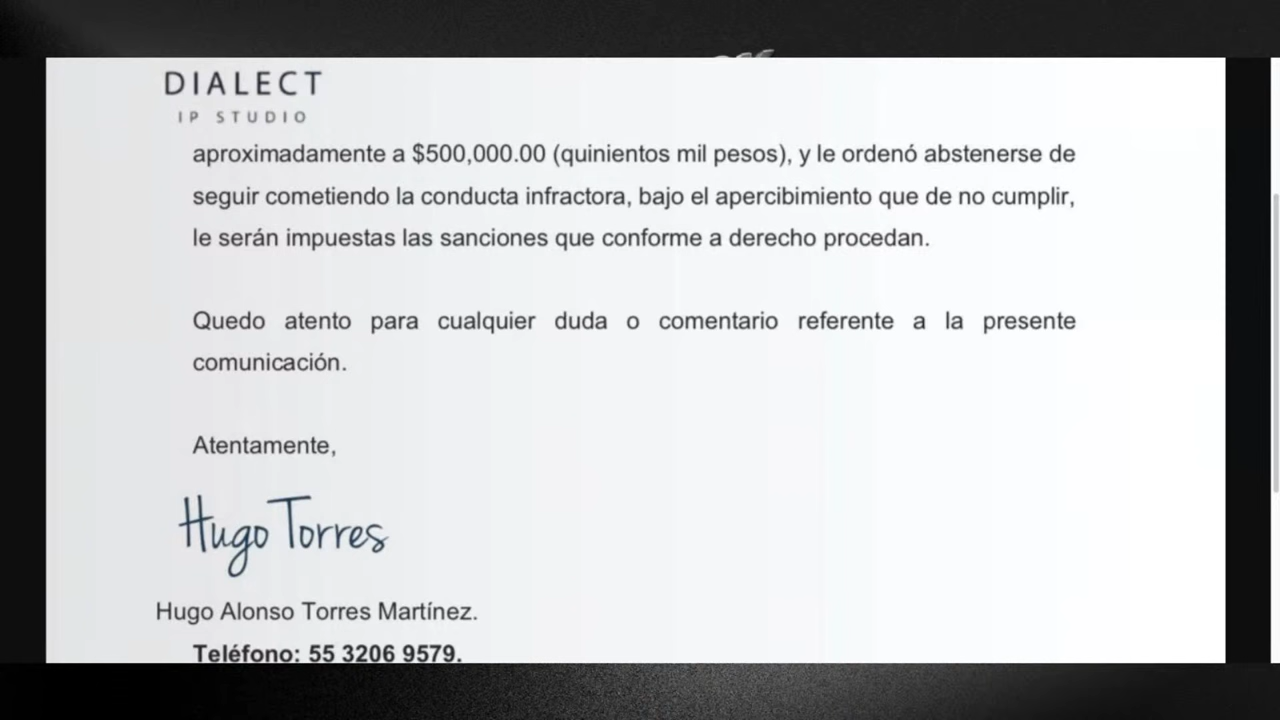 DIALECT
IP STUDIO
aproximadamente a $500,000.00 (quinientos mil pesos), y le ordenó abstenerse de
seguir cometiendo la conducta infractora, bajo el apercibimiento que de no cumplir,
le serán impuestas las sanciones que conforme a derecho procedan.
Quedo atento para cualquier duda o comentario referente a la presente
comunicación.
Atentamente,
Hugo Torres
Hugo Alonso Torres Martínez.
Teléfono: 55 3206 9579.